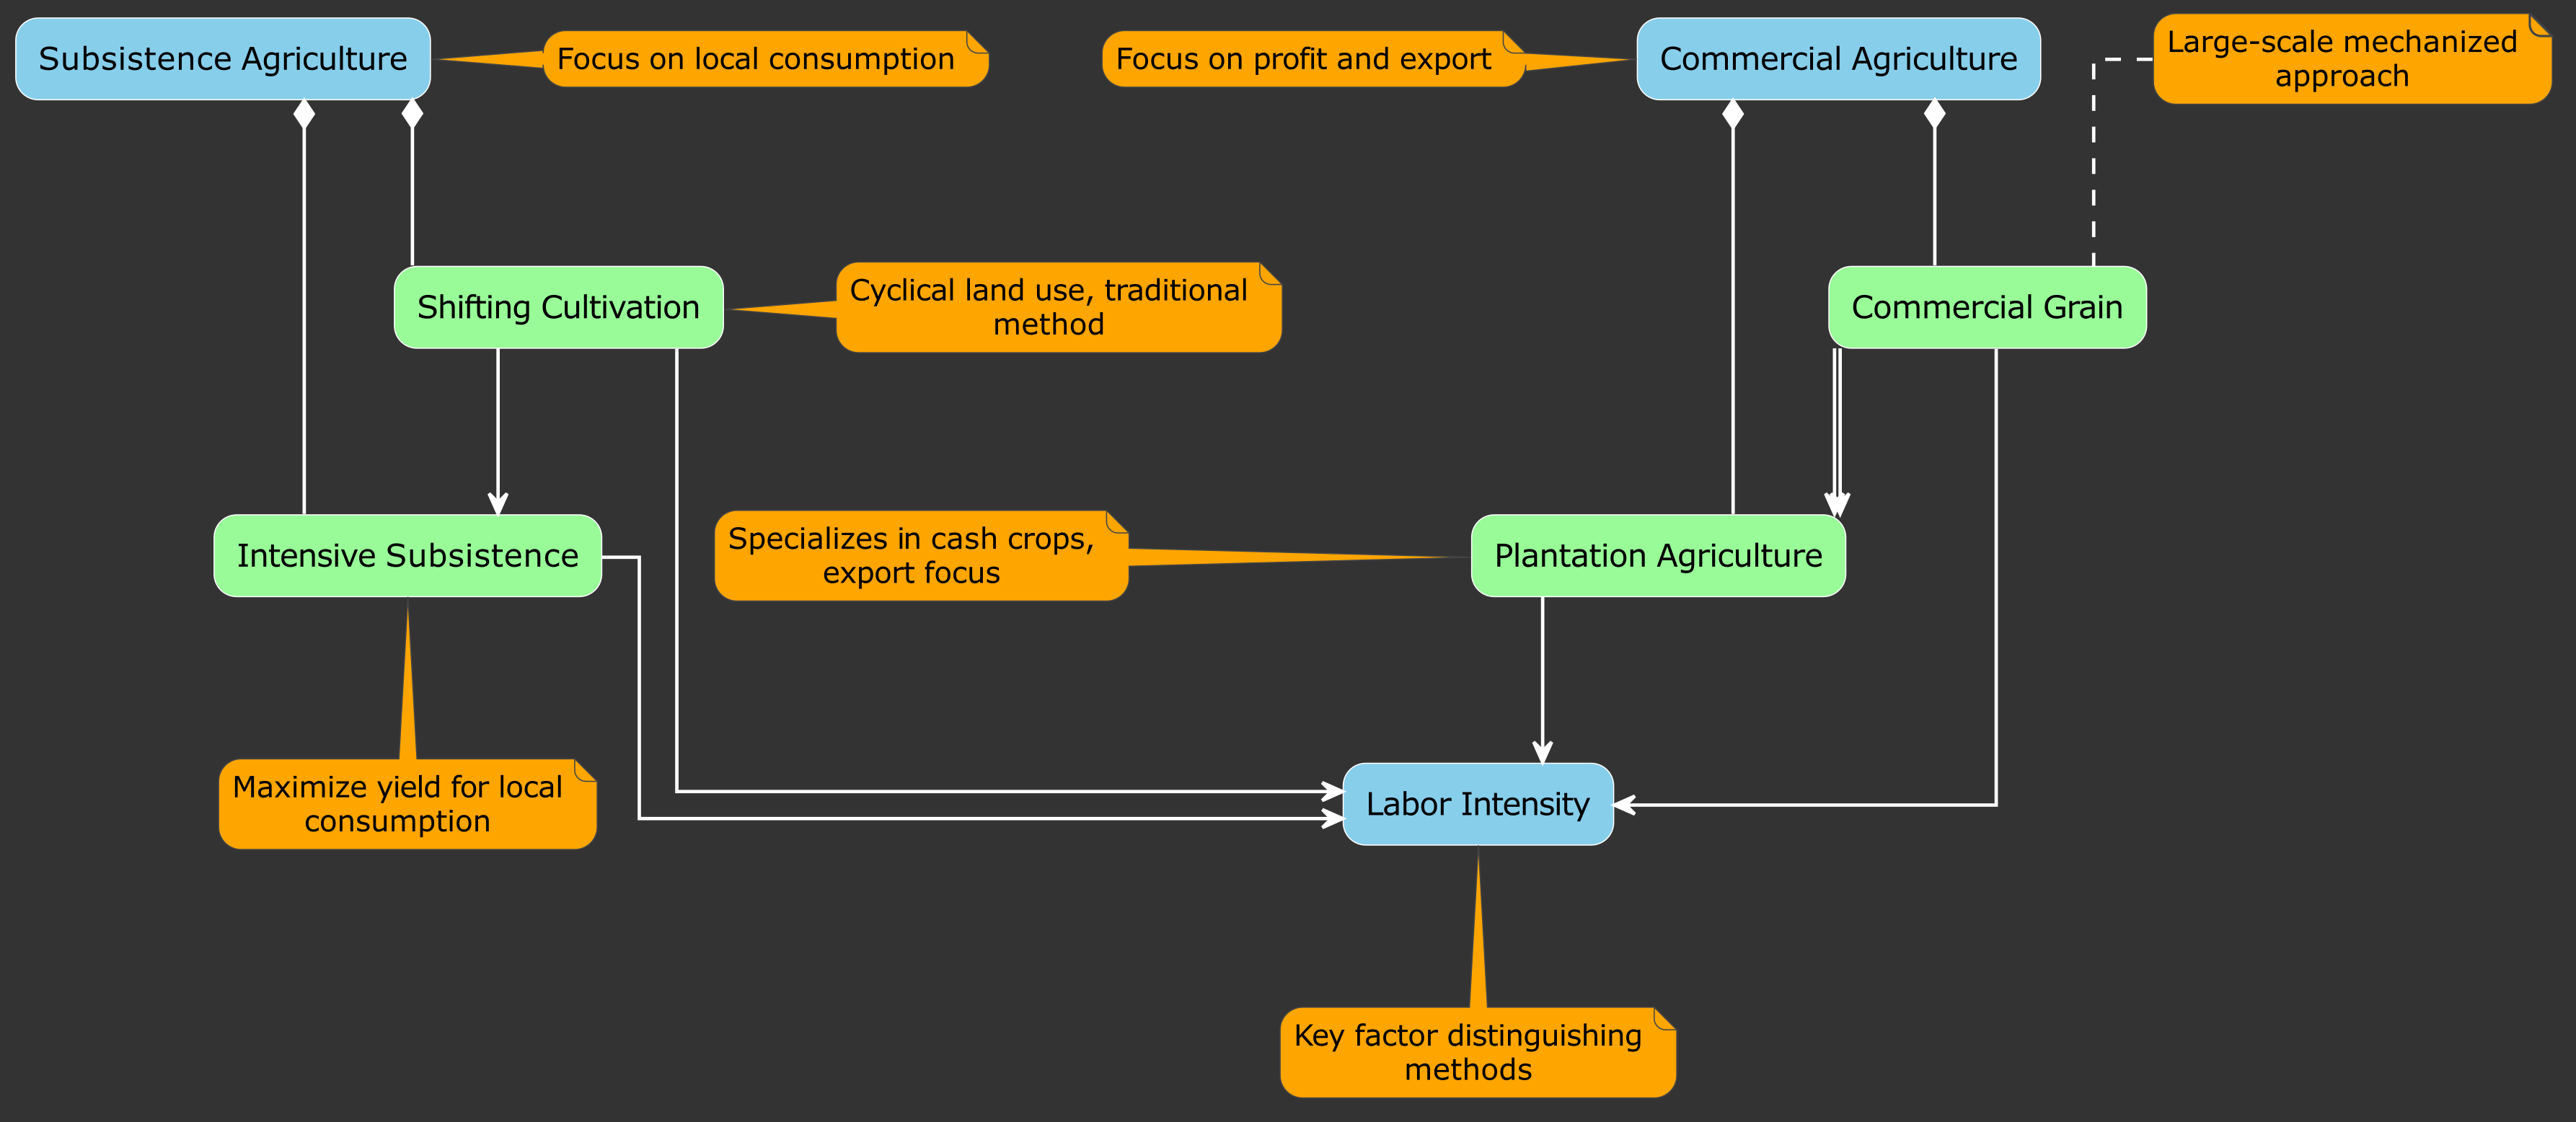 Subsistence Agriculture
Focus on local consumption
Focus on profit and export
Commercial Agriculture
Large-scale mechanized
approach
Shifting Cultivation
Cyclical land use, traditional
method
Commercial Grain
Intensive Subsistence
Specializes in cash crops,
export focus
Plantation Agriculture
Maximize yield for local
consumption
Labor Intensity
Key factor distinguishing
methods